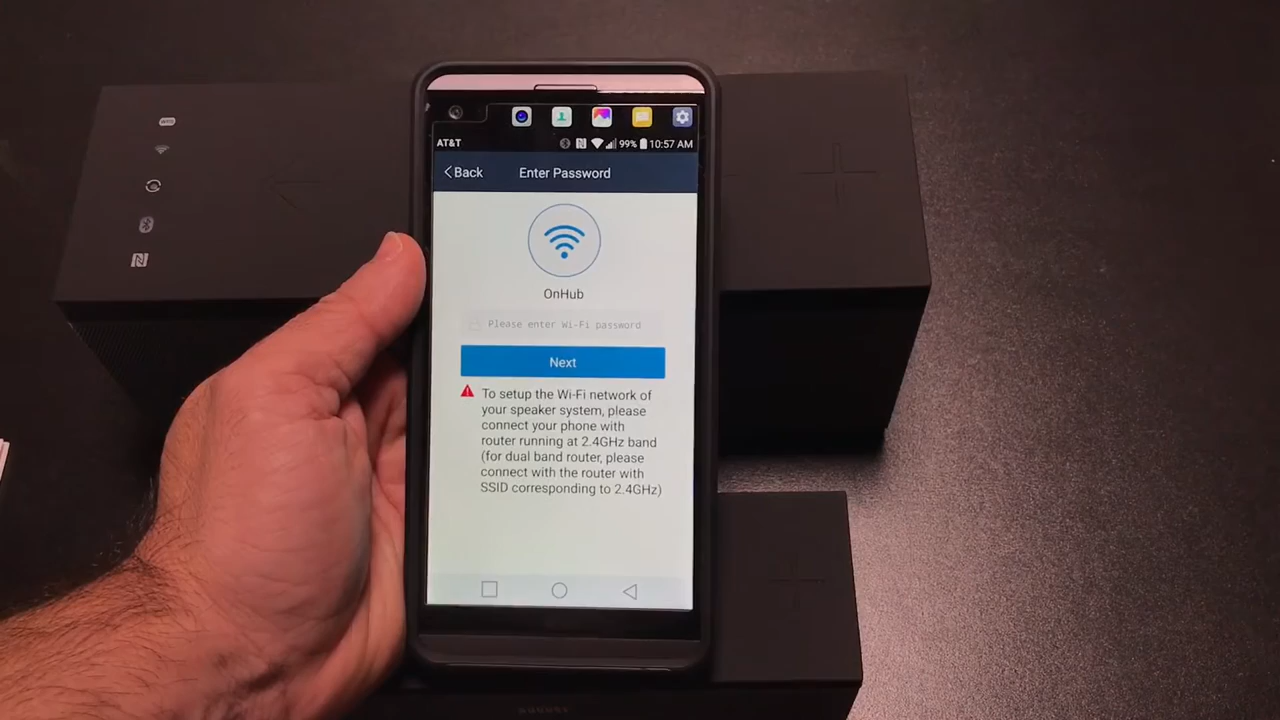 AT&T
99%
10:57 AM
Back
Enter Password
OnHub
Please enter Wi-Fi password
Next
To setup the Wi-Fi network of
your speaker system, please
connect your phone with
router running at 2.4GHz band
(for dual band router, please
connect with the router with
SSID corresponding to 2.4GHz)